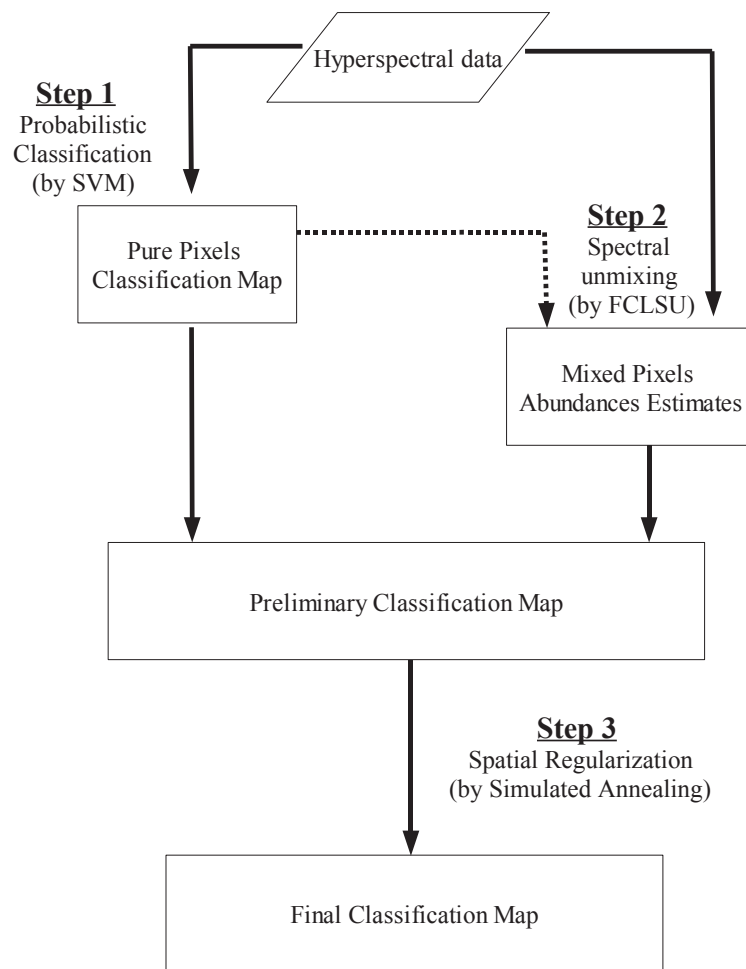 Hyperspectral data
Step 1
Probabilistic
Classification
(by SVM)
Pure Pixels
Classification Map
Step 2
Spectral
unmixing
(by FCLSU)
Mixed Pixels
Abundances Estimates
Preliminary Classification Map
Step 3
Spatial Regularization
(by Simulated Annealing)
Final Classification Map